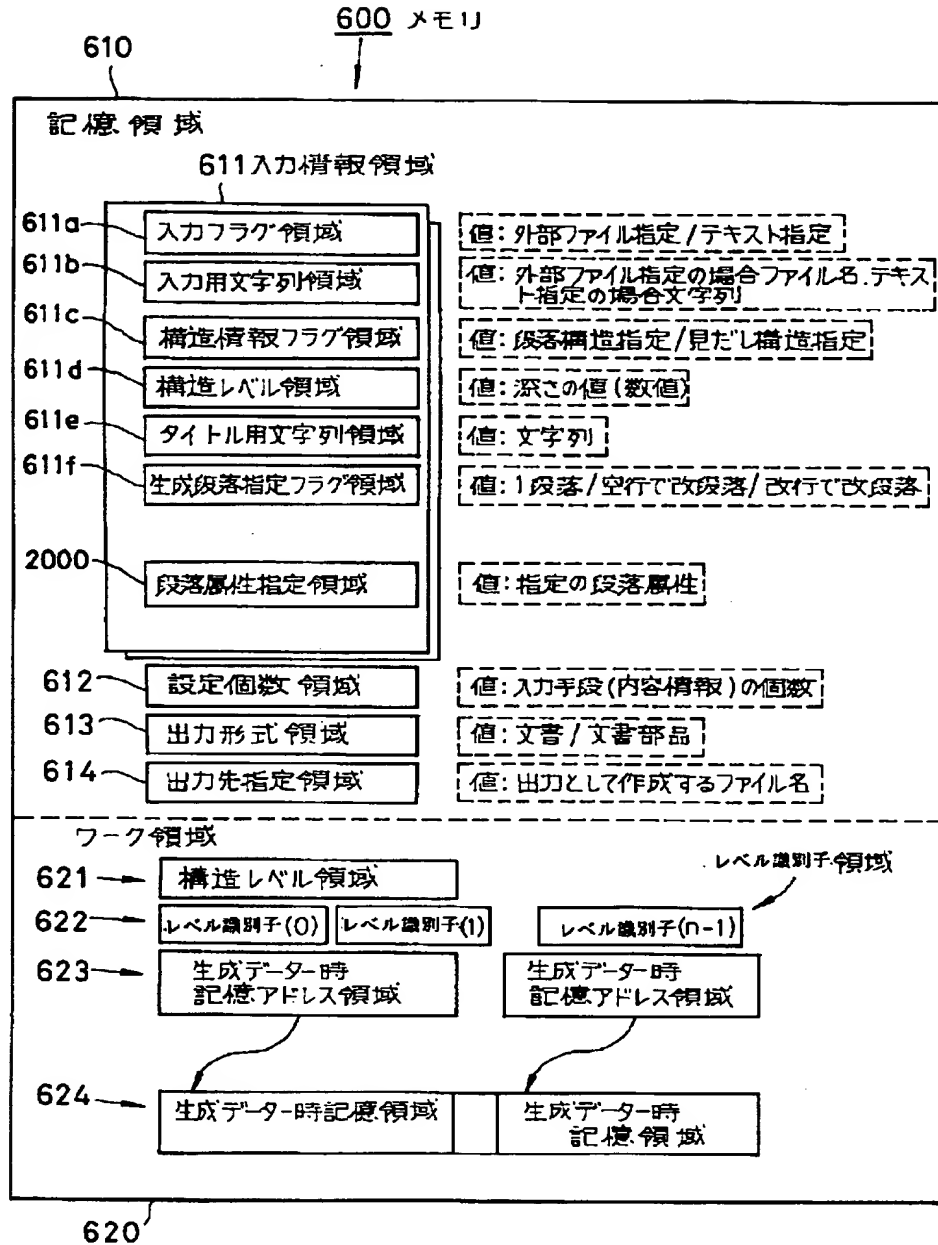 600 メモリ
610
記憶領域
611入力情報領域
611a 入力フラグ領域 値:外部ファイル指定/テキスト指定
611b 入力用文字列領域 値:外部ファイル指定の場合ファイル名.テキス
ト指定の場合文字列
611c 構造情報フラグ領域 値:段落構造指定/見だし構造指定
611d 構造レベル領域 値:深さの値(数値)
611e タイトル用文字列領域 値:文字列
611f 生成段落指定フラグ領域 値:1段落/空行で改段落/改行で改段落
2000 段落属性指定領域 値:指定の段落属性
612 設定個数領域 値:入力手段(内容情報)の個数
613 出力形式領域 値:文書/文書部品
614 出力先指定領域 値:出力として作成するファイル名
ワーク領域
レベル識別子領域
621 構造レベル領域
622 レベル識別子(0) レベル識別子(1) レベル識別子(n-1)
623 生成データ一時 生成データ一時
記憶アドレス領域 記憶アドレス領域
624 生成データ一時記憶領域 生成データ一時
記憶領域
620